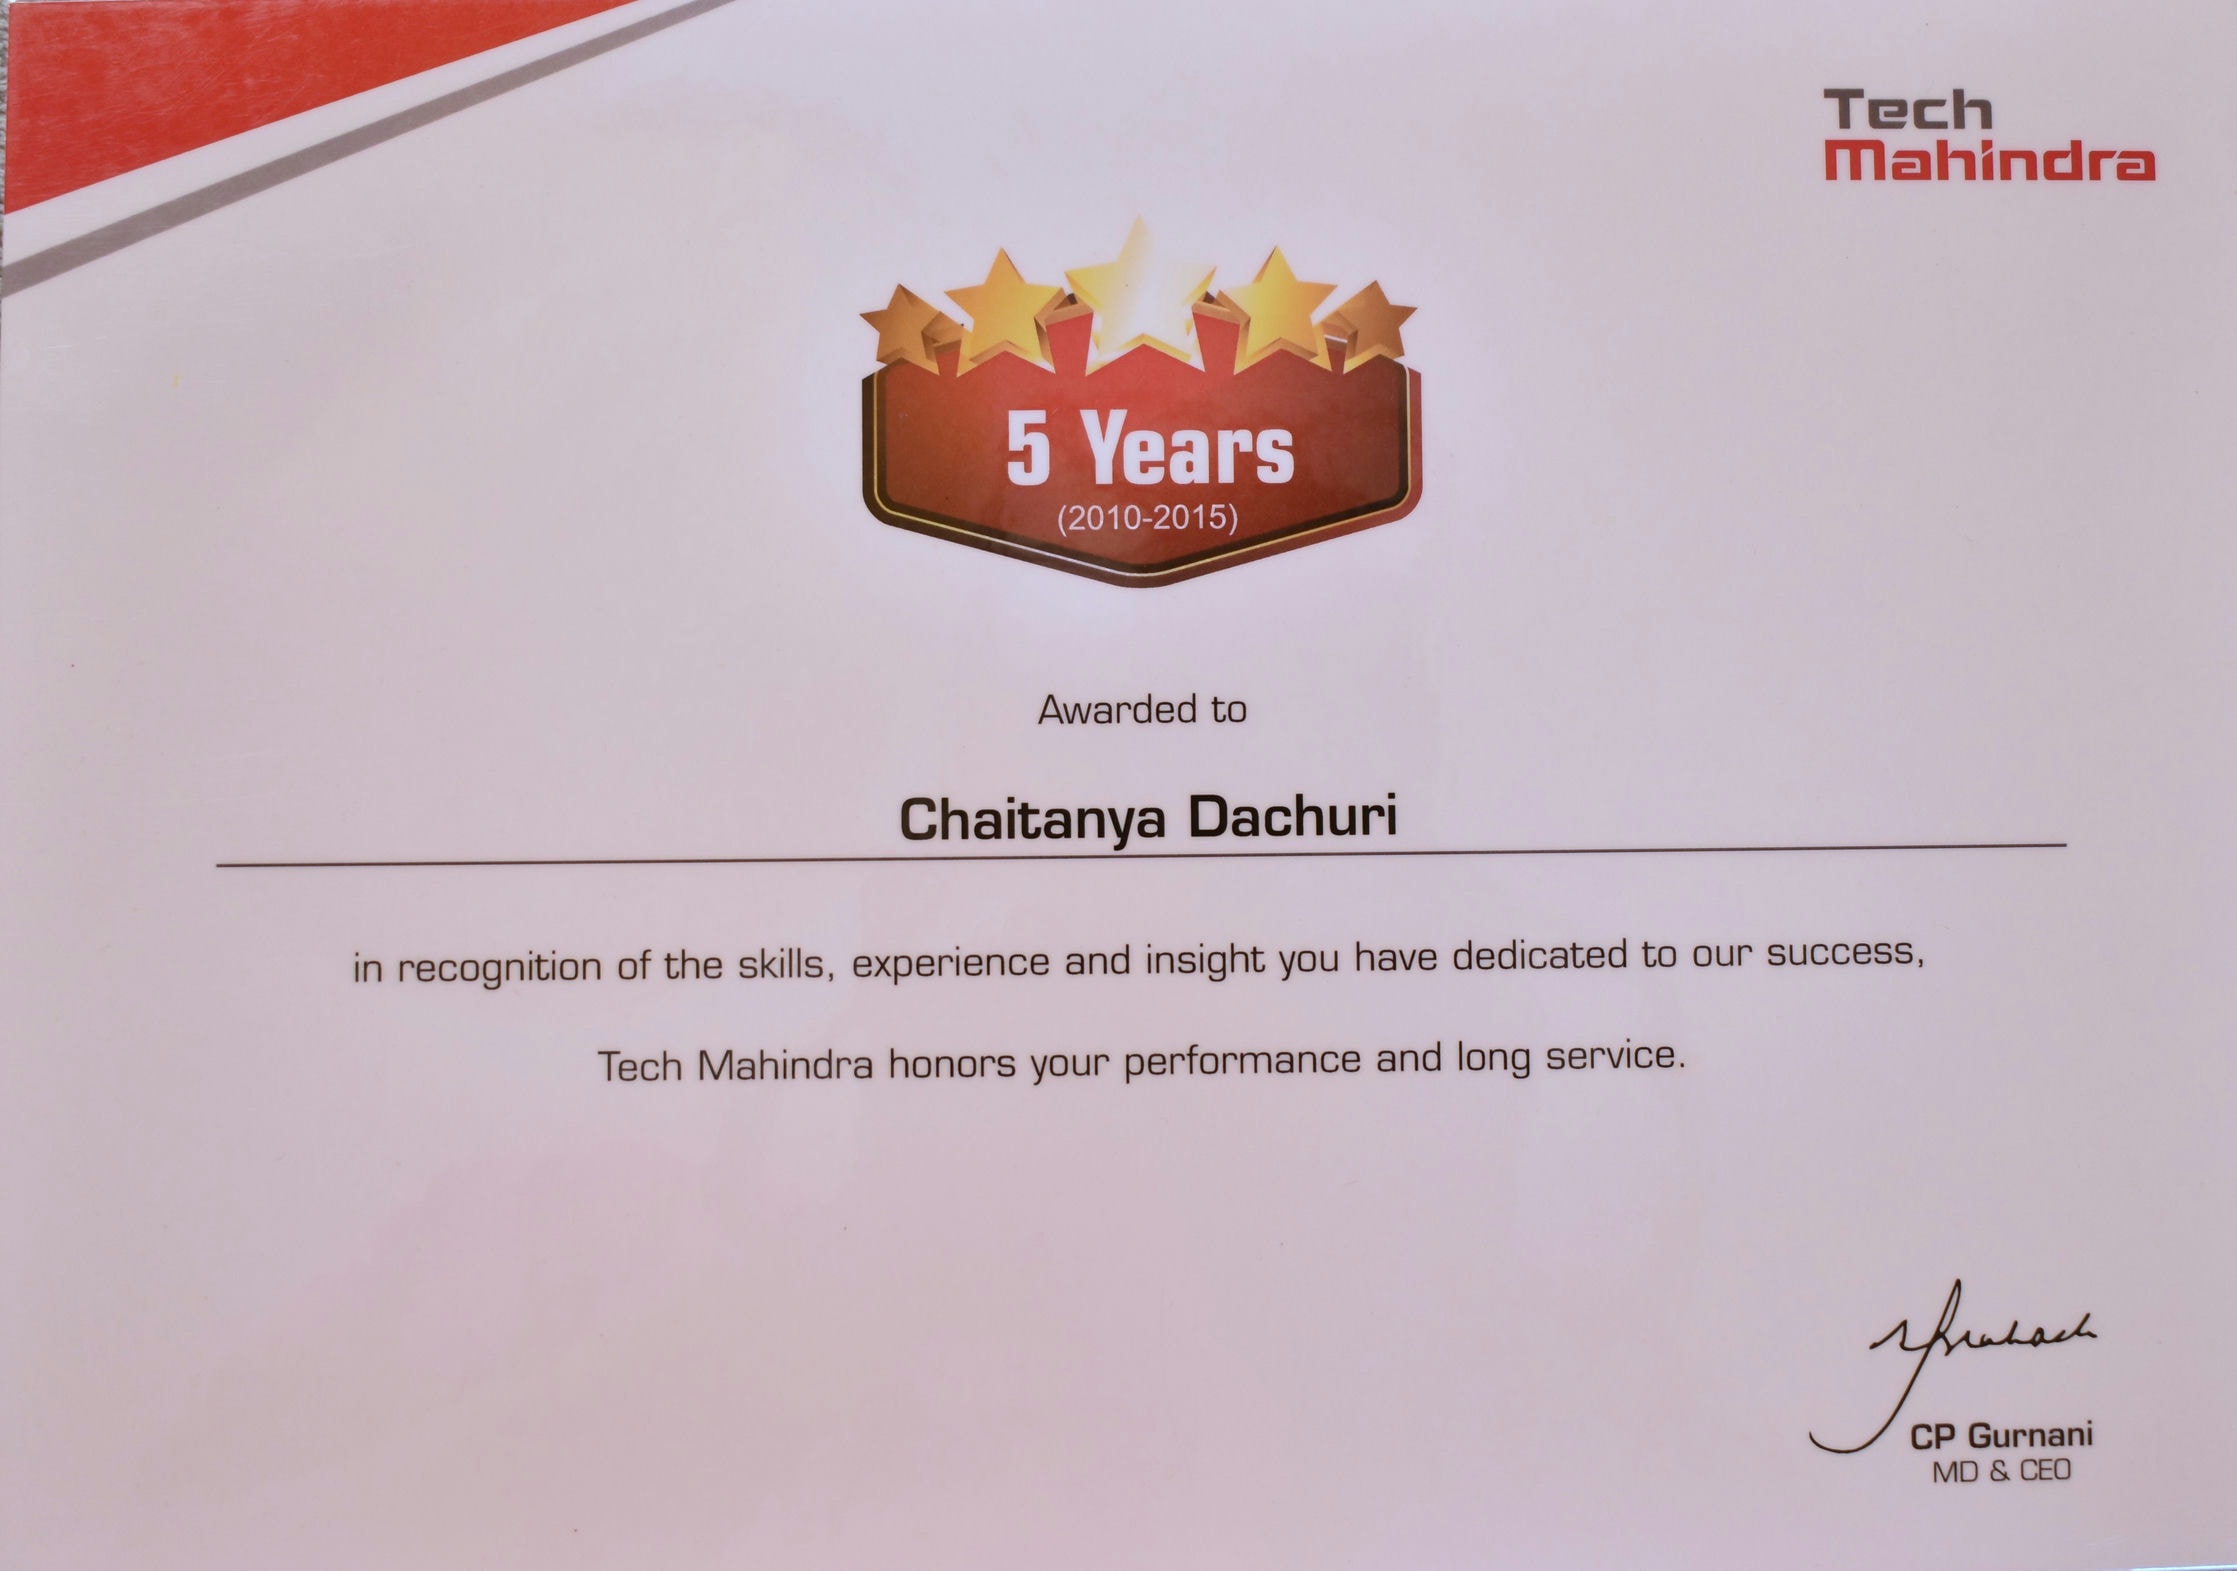 Tech
Mahindra
5 Years
(2010-2015)
Awarded to
Chaitanya Dachuri
in recognition of the skills, experience and insight you have dedicated to our success,
Tech Mahindra honors your performance and long service.
CP Gurnani
MD & CEO